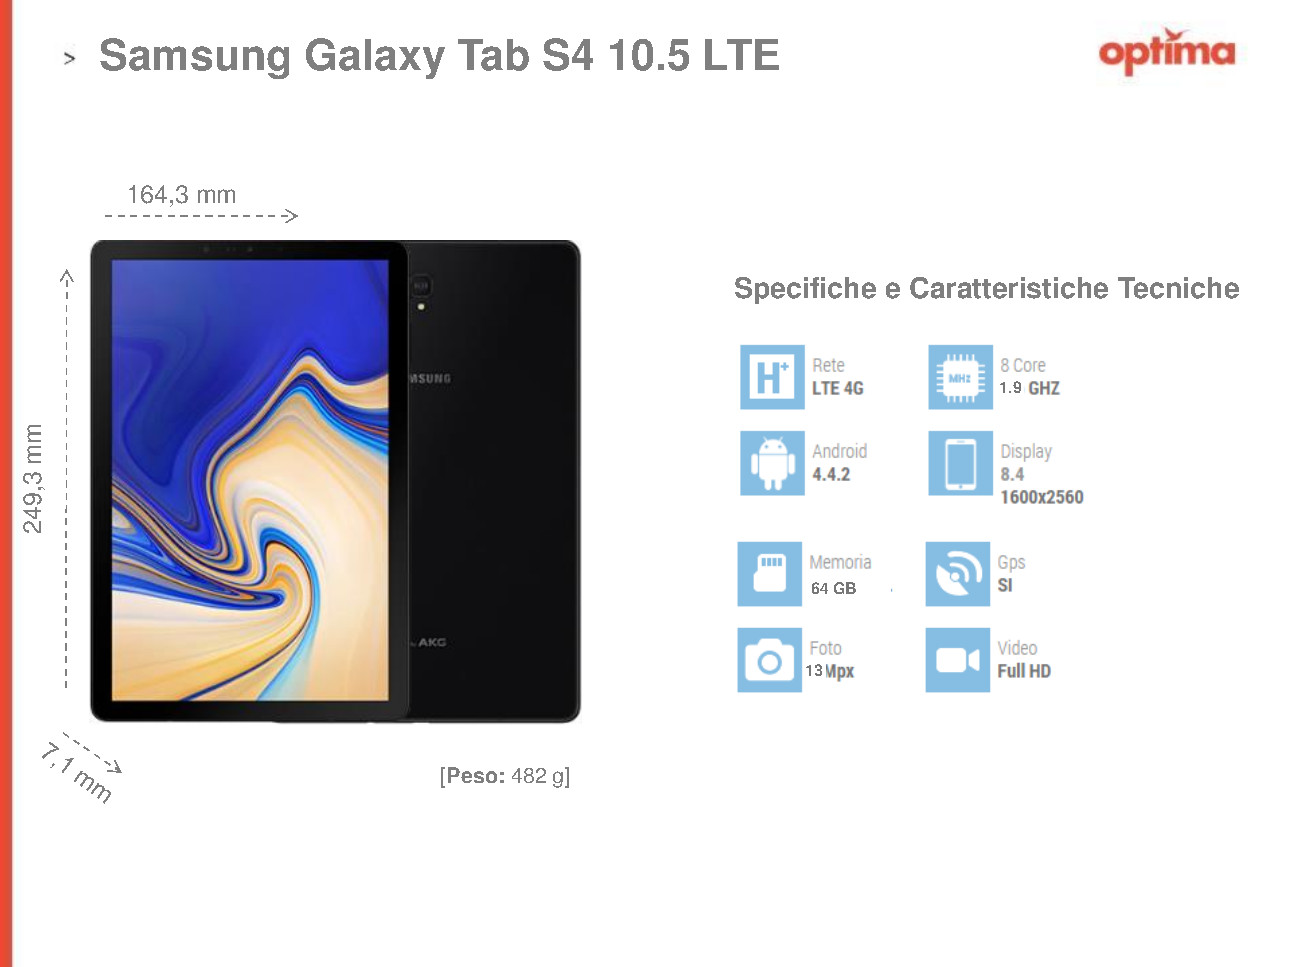 > Samsung Galaxy Tab S4 10.5 LTE
optima
164,3 mm
249,3 mm
7,1 mm
MSUNG
AKG
[Peso: 482 g]
Specifiche e Caratteristiche Tecniche
H+
Rete
LTE 4G
MHz
8 Core
1.9 GHZ
Android
4.4.2
Display
8.4
1600x2560
Memoria
64 GB
Gps
SI
Foto
13Mpx
Video
Full HD